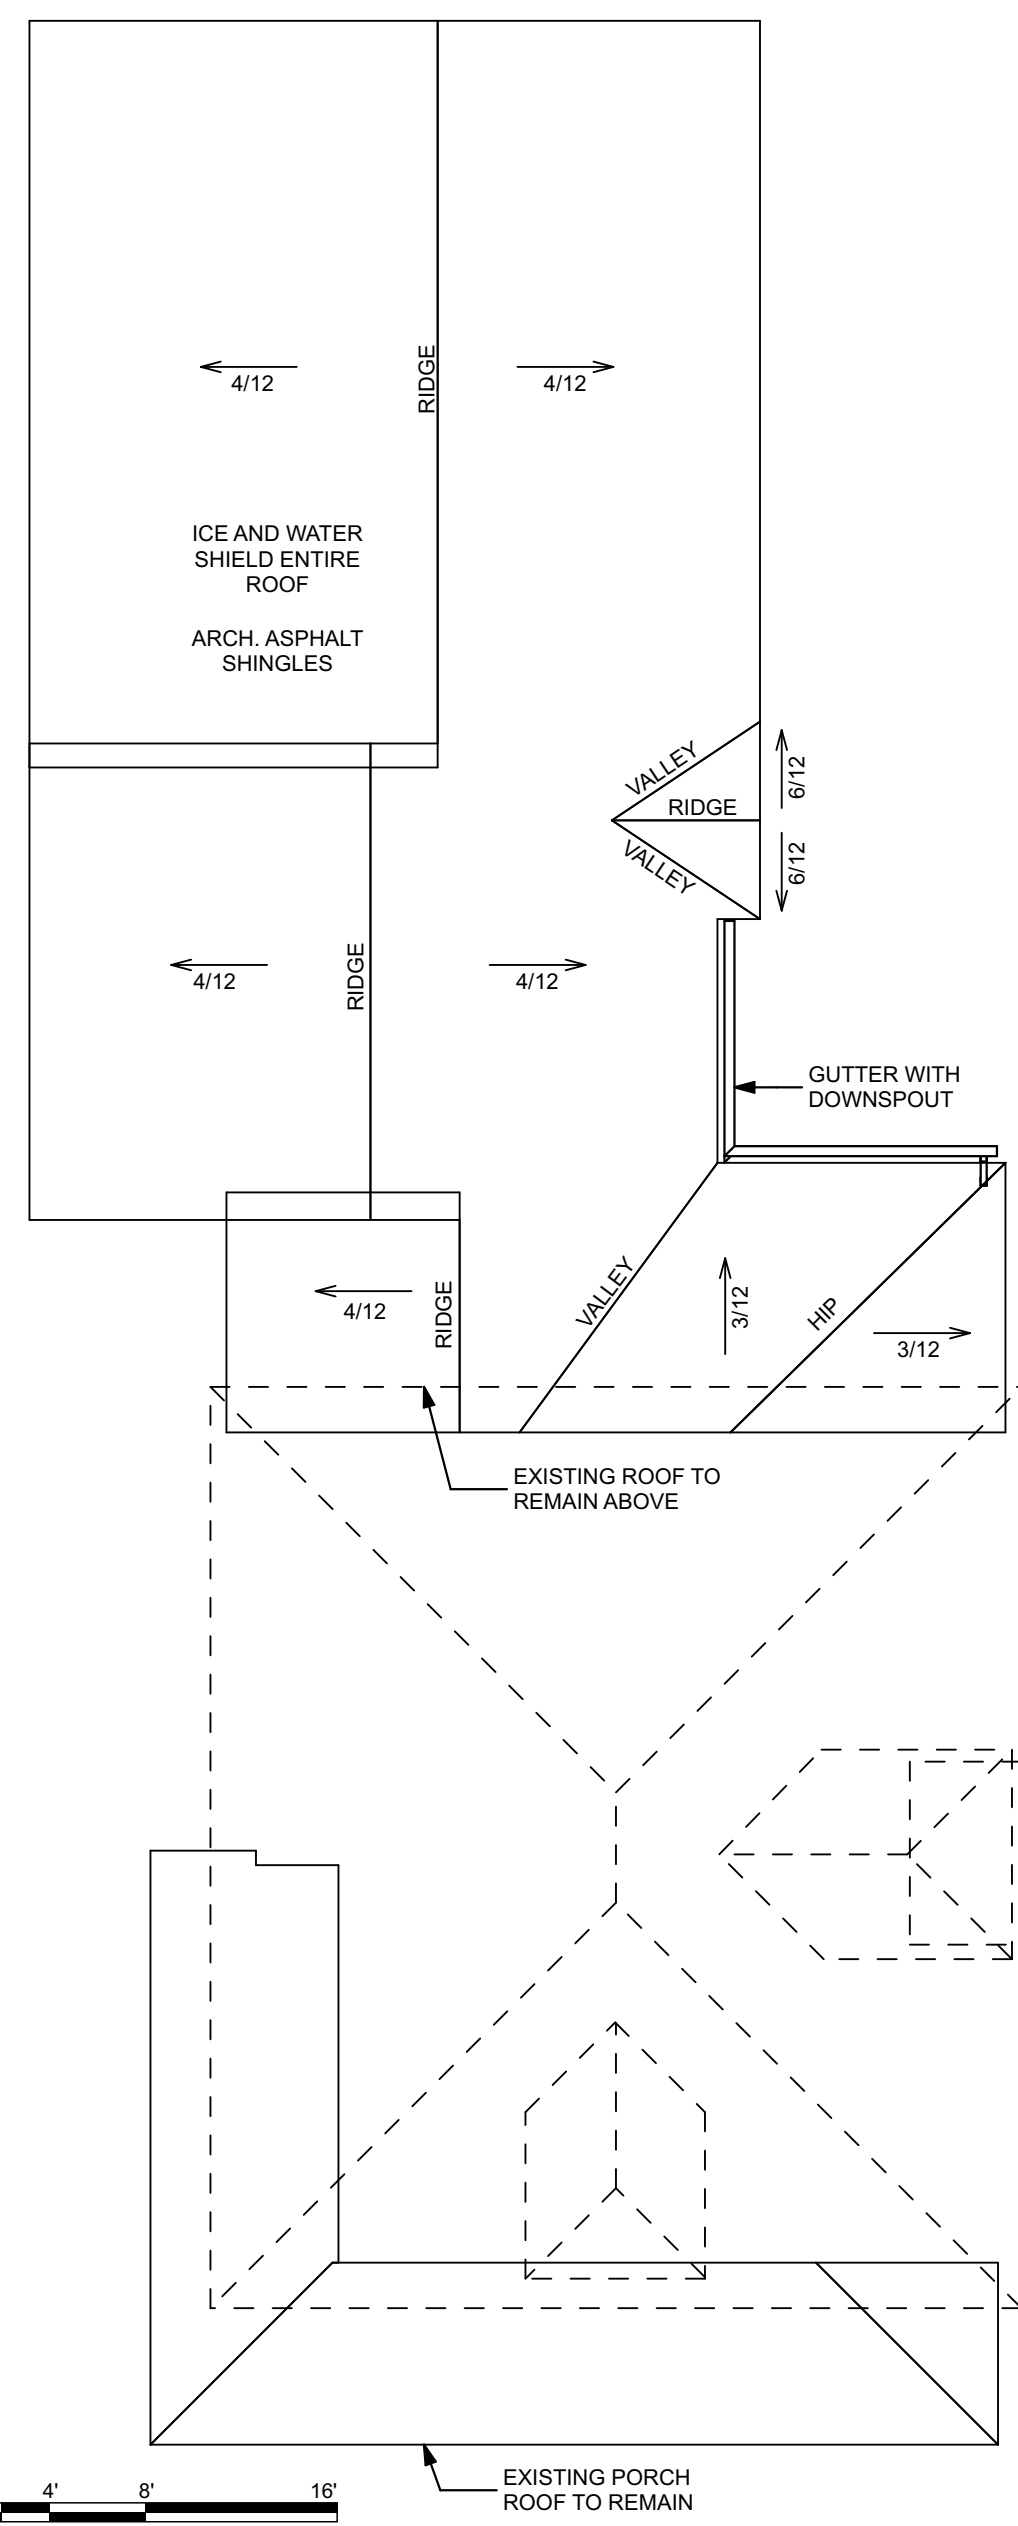 RIDGE
4/12
4/12
ICE AND WATER
SHIELD ENTIRE
ROOF
ARCH. ASPHALT
SHINGLES
VALLEY
6/12
RIDGE
VALLEY
6/12
RIDGE
4/12
4/12
GUTTER WITH
DOWNSPOUT
VALLEY
RIDGE
4/12
3/12
HIP
3/12
EXISTING ROOF TO
REMAIN ABOVE
EXISTING PORCH
ROOF TO REMAIN
4' 8' 16'